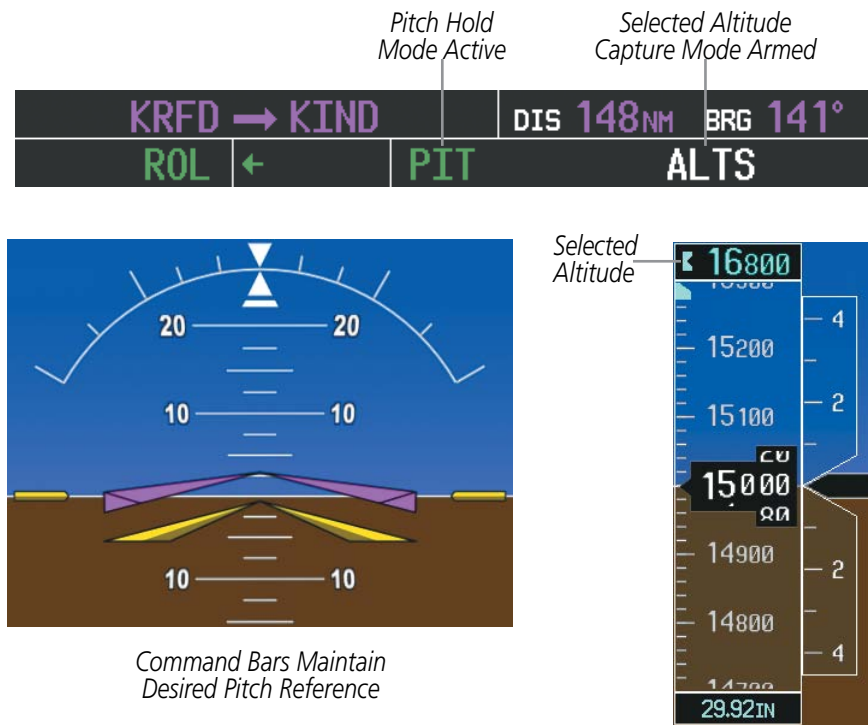 Pitch Hold
Mode Active
Selected Altitude
Capture Mode Armed
KRFD → KIND DIS 148NM BRG 141°
ROL ← PIT ALTS
20 20
10 10
10 10
Command Bars Maintain
Desired Pitch Reference
Selected
Altitude
16800
4
15200
15100
2
15000
14900
2
14800
4
29.92IN